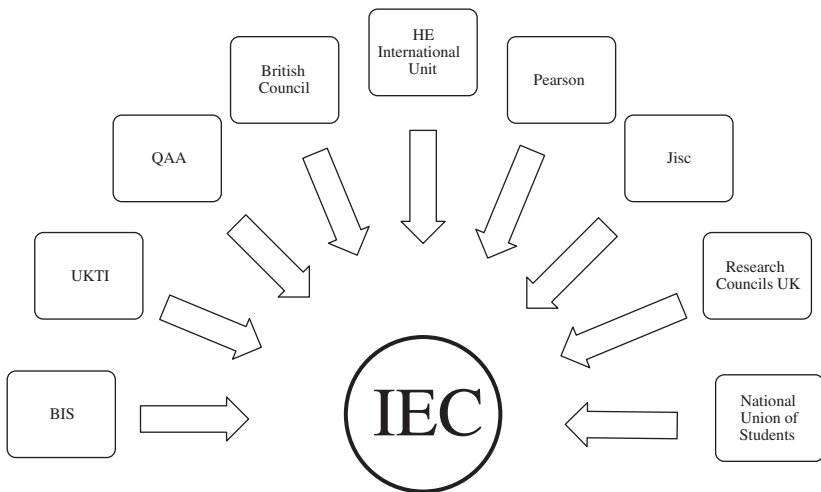 HE
International
Unit
British
Council
Pearson
QAA
Jisc
UKTI
Research
Councils UK
BIS
IEC
National
Union of
Students